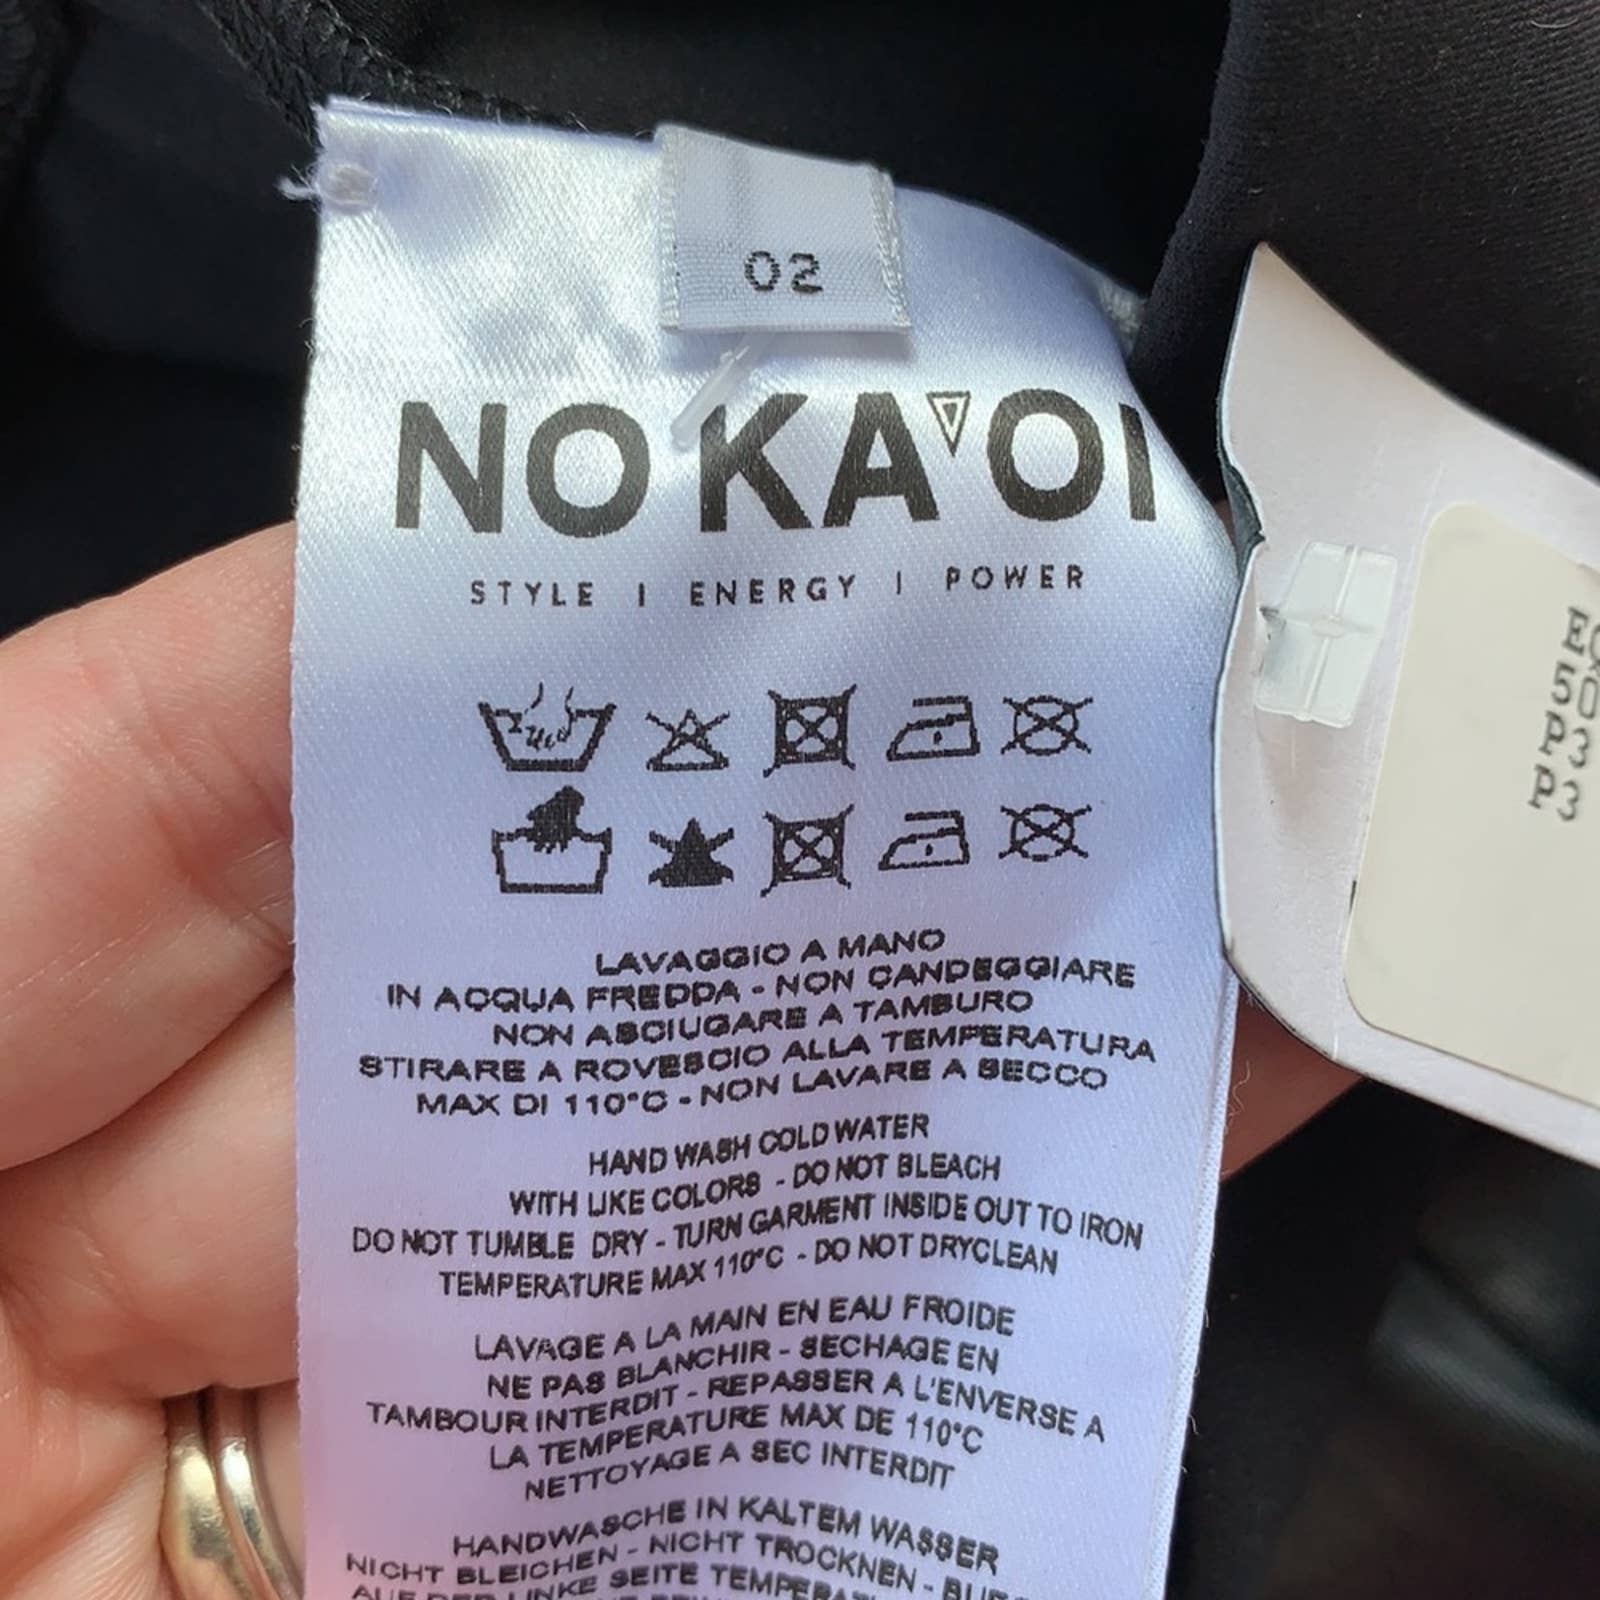 02
NO KA'OI
STYLE | ENERGY | POWER
LAVAGGIO A MANO
IN ACQUA FREDDA - NON CANDEGGIARE
NON ASCIUGARE A TAMBURO
STIRARE A ROVESCIO ALLA TEMPERATURA
MAX DI 110°C - NON LAVARE A SECCO
HAND WASH COLD WATER
WITH LIKE COLORS - DO NOT BLEACH
DO NOT TUMBLE DRY - TURN GARMENT INSIDE OUT TO IRON
TEMPERATURE MAX 110°C - DO NOT DRYCLEAN
LAVAGE A LA MAIN EN EAU FROIDE
NE PAS BLANCHIR - SECHAGE EN
TAMBOUR INTERDIT - REPASSER A L'ENVERSE A
LA TEMPERATURE MAX DE 110°C
NETTOYAGE A SEC INTERDIT
HANDWASCHE IN KALTEM WASSER
NICHT BLEICHEN - NICHT TROCKNEN -
AUF DER LINKE SEITE
50
P3
P3